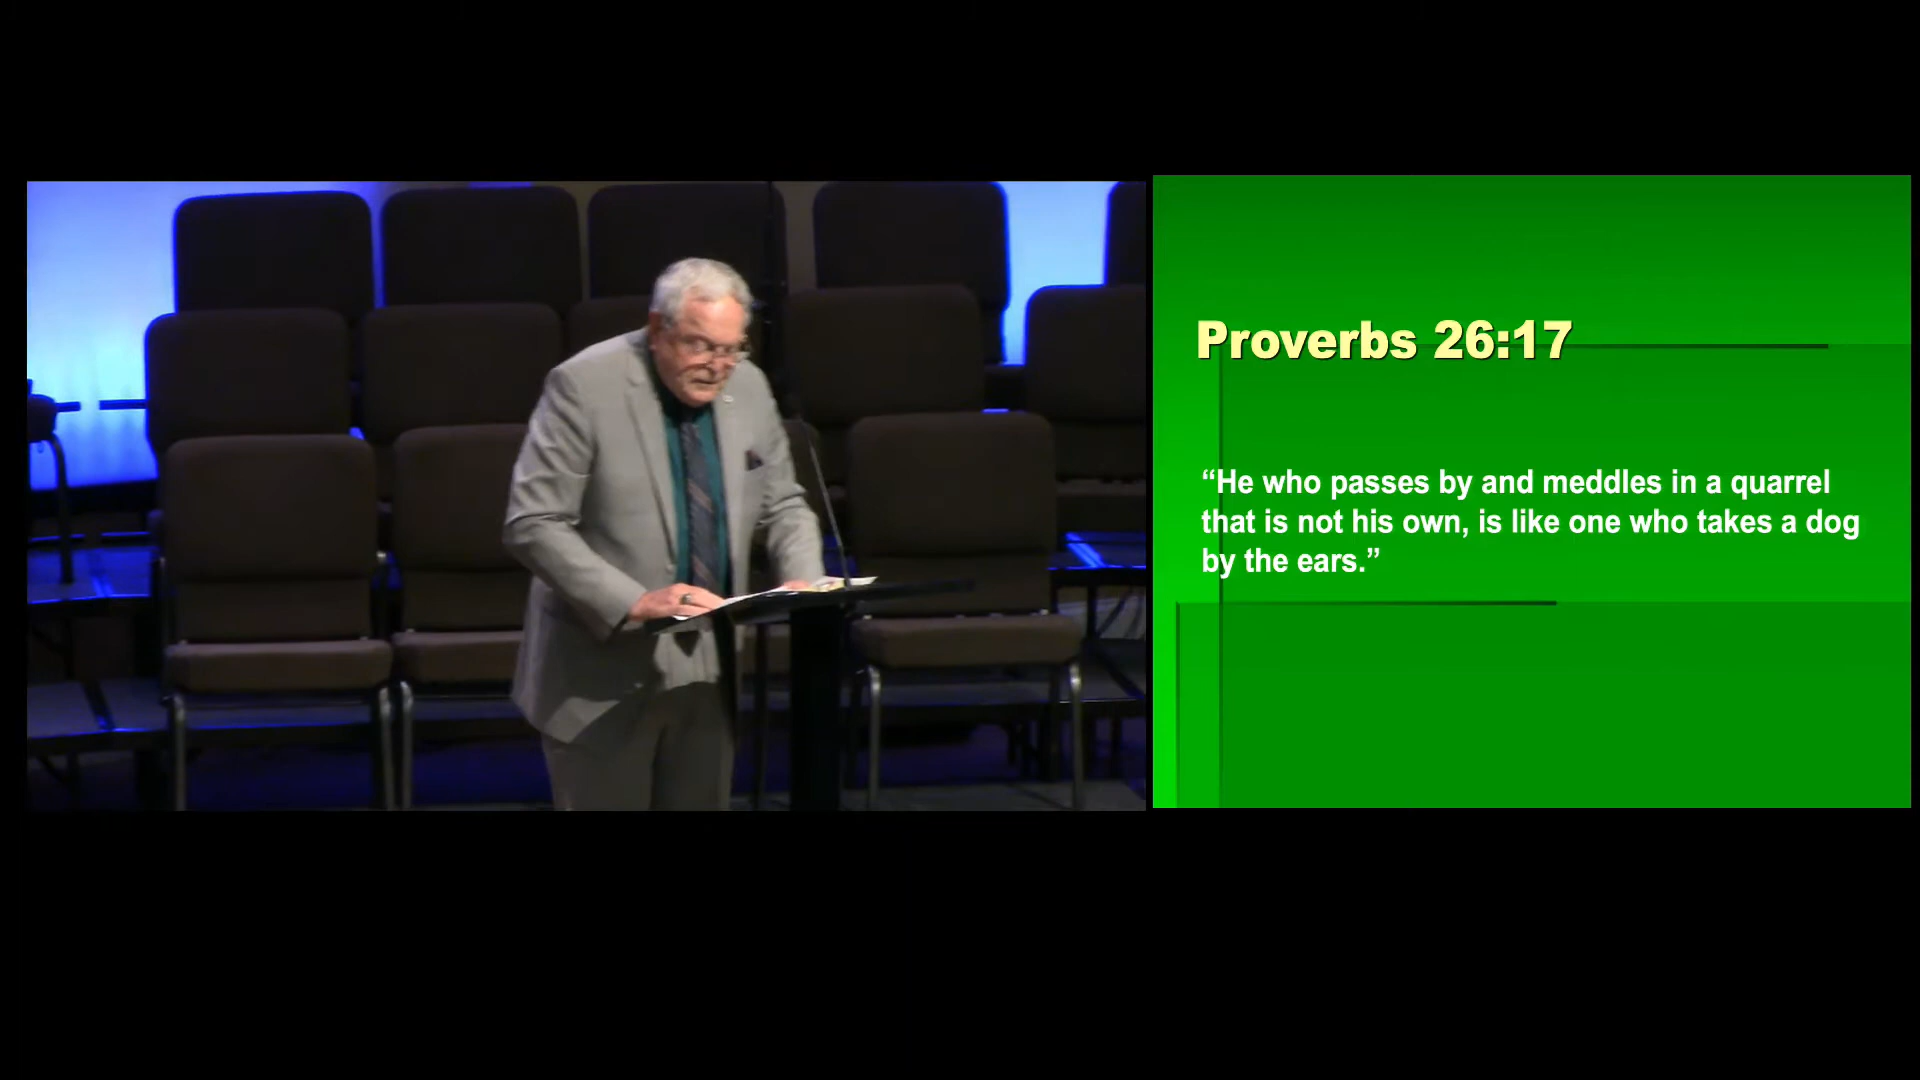 Proverbs 26:17
“He who passes by and meddles in a quarrel
that is not his own, is like one who takes a dog
by the ears.”